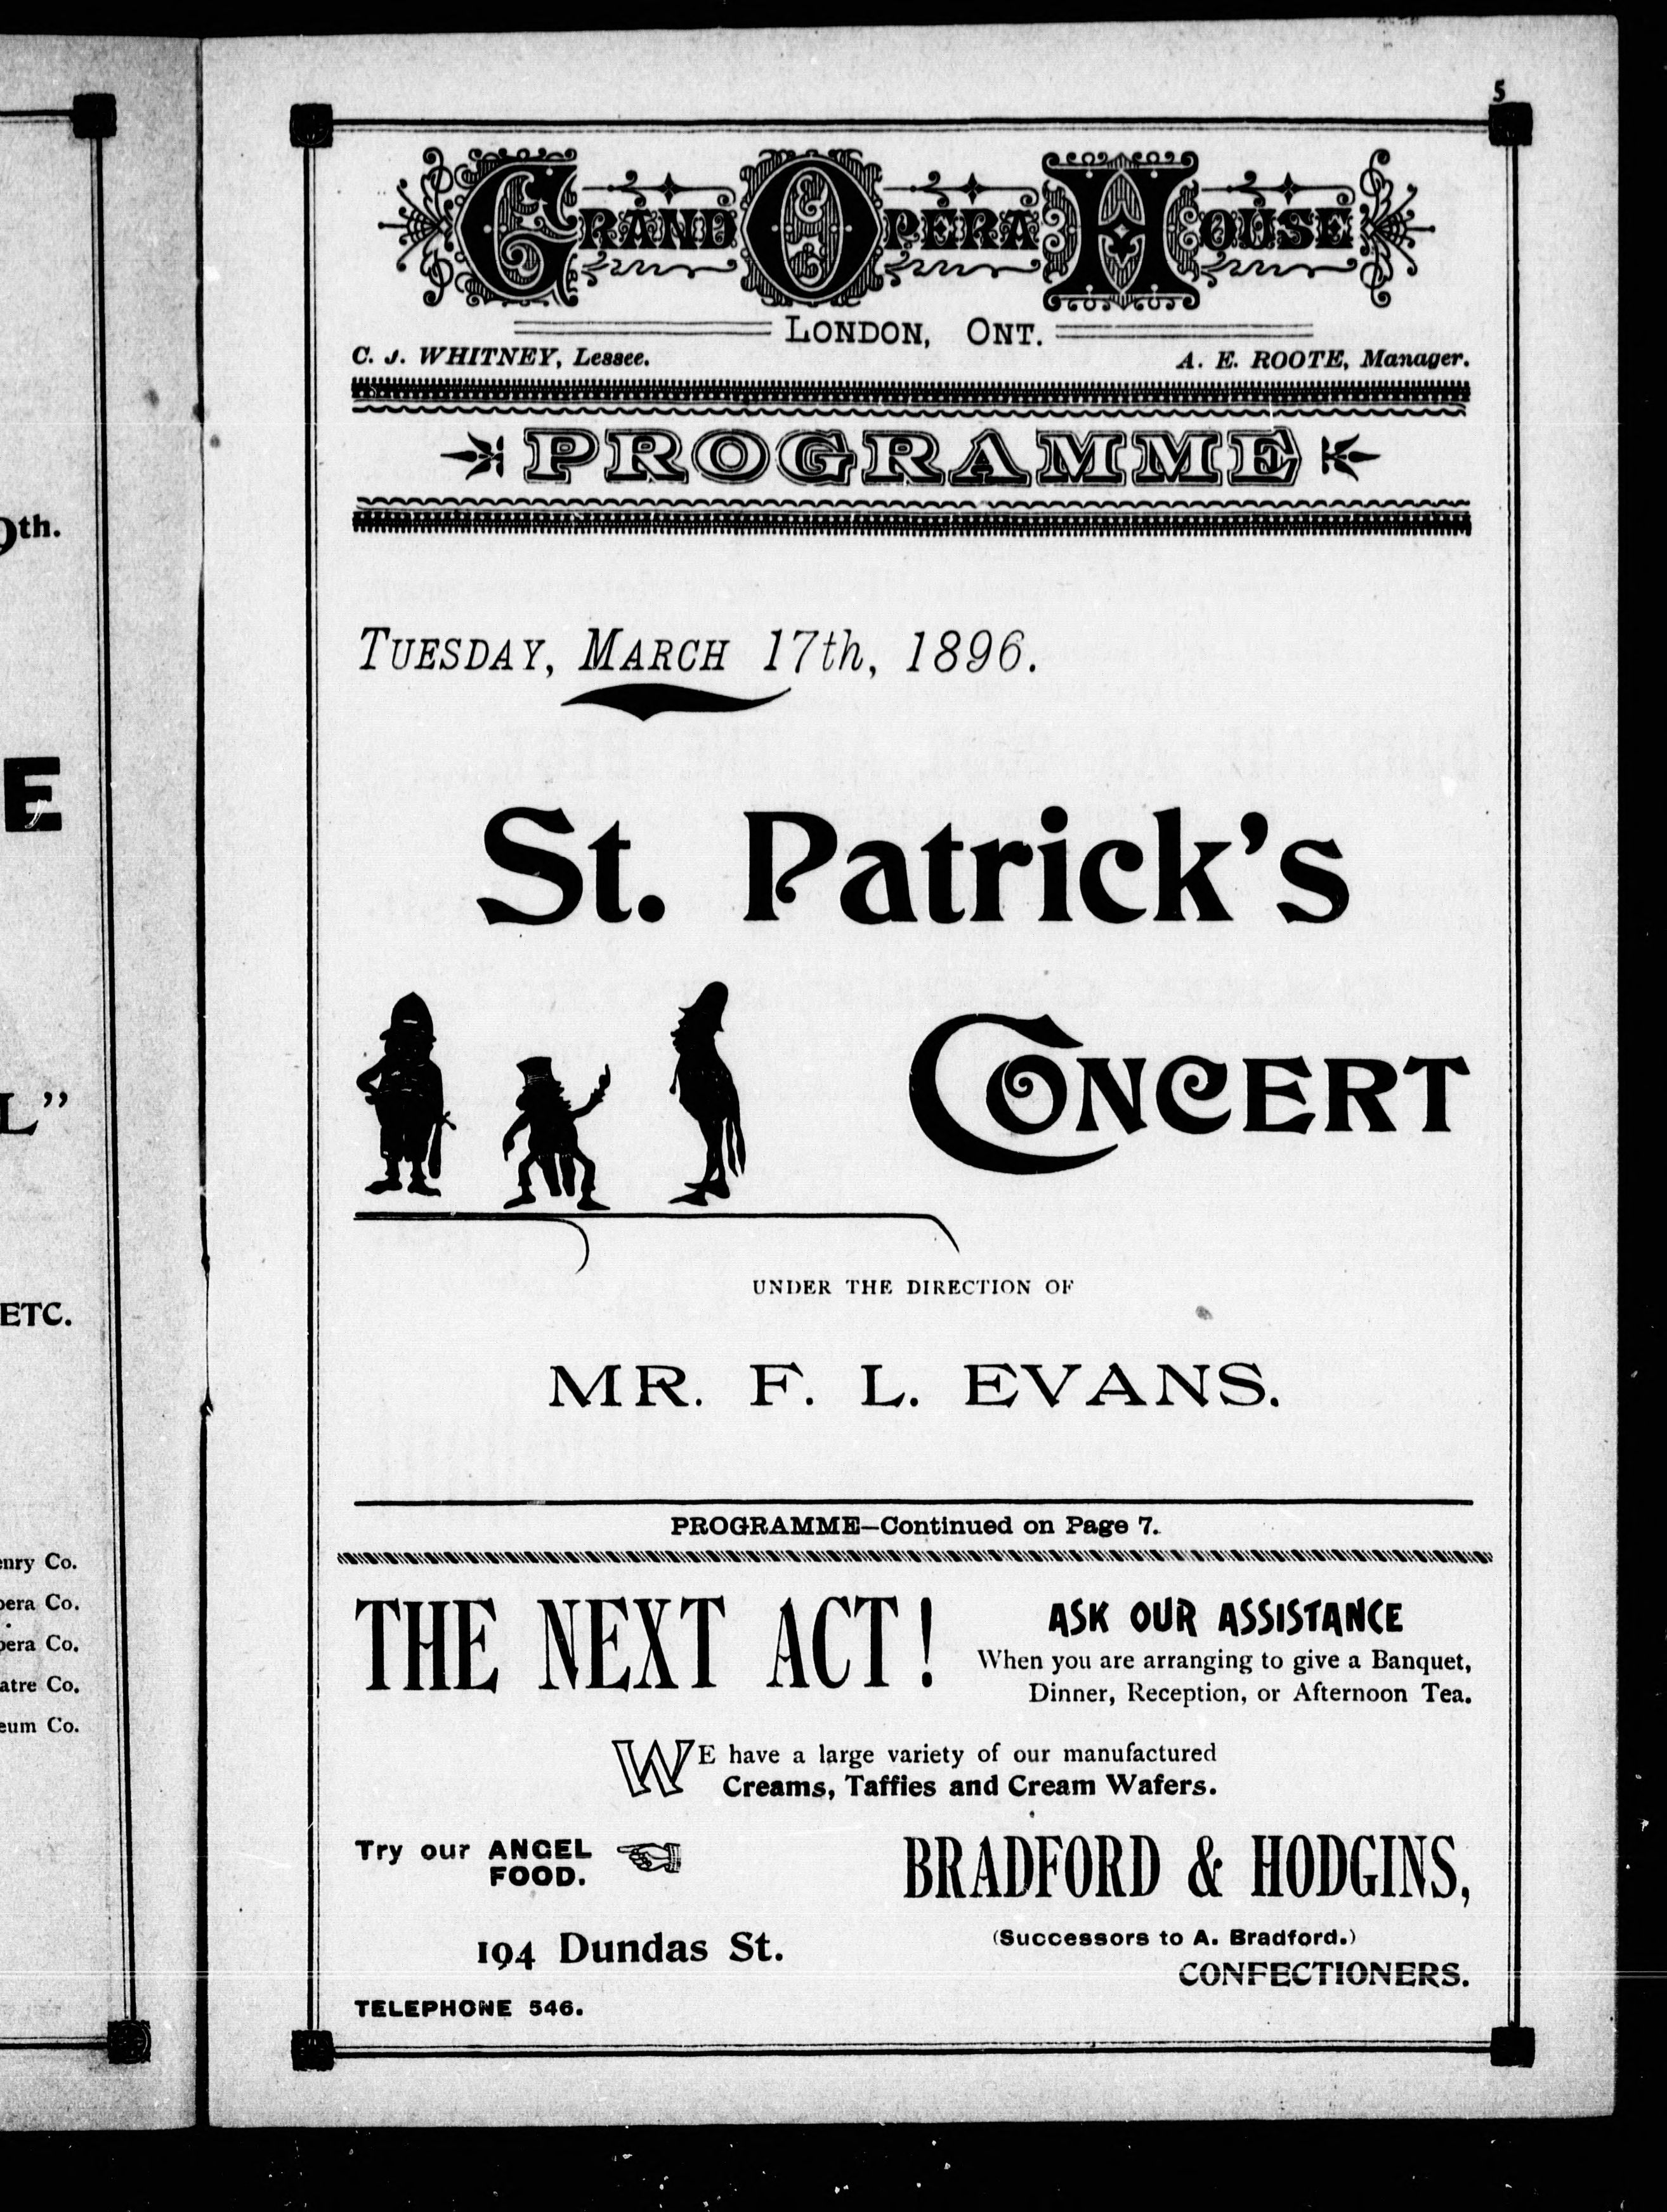 9th.
E
L”
ETC.
enry Co.
pera Co.
pera Co.
atre Co.
eum Co.
5
GRAND OPERA HOUSE
LONDON, ONT.
C. J. WHITNEY, Lessee. A. E. ROOTE, Manager.
PROGRAMME
TUESDAY, MARCH 17th, 1896.
St. Patrick’s
CONCERT
UNDER THE DIRECTION OF
MR. F. L. EVANS.
PROGRAMME—Continued on Page 7.
THE NEXT ACT!
ASK OUR ASSISTANCE
When you are arranging to give a Banquet,
Dinner, Reception, or Afternoon Tea.
WE have a large variety of our manufactured
Creams, Taffies and Cream Wafers.
Try our ANGEL
FOOD.
BRADFORD & HODGINS,
(Successors to A. Bradford.)
CONFECTIONERS.
194 Dundas St.
TELEPHONE 546.